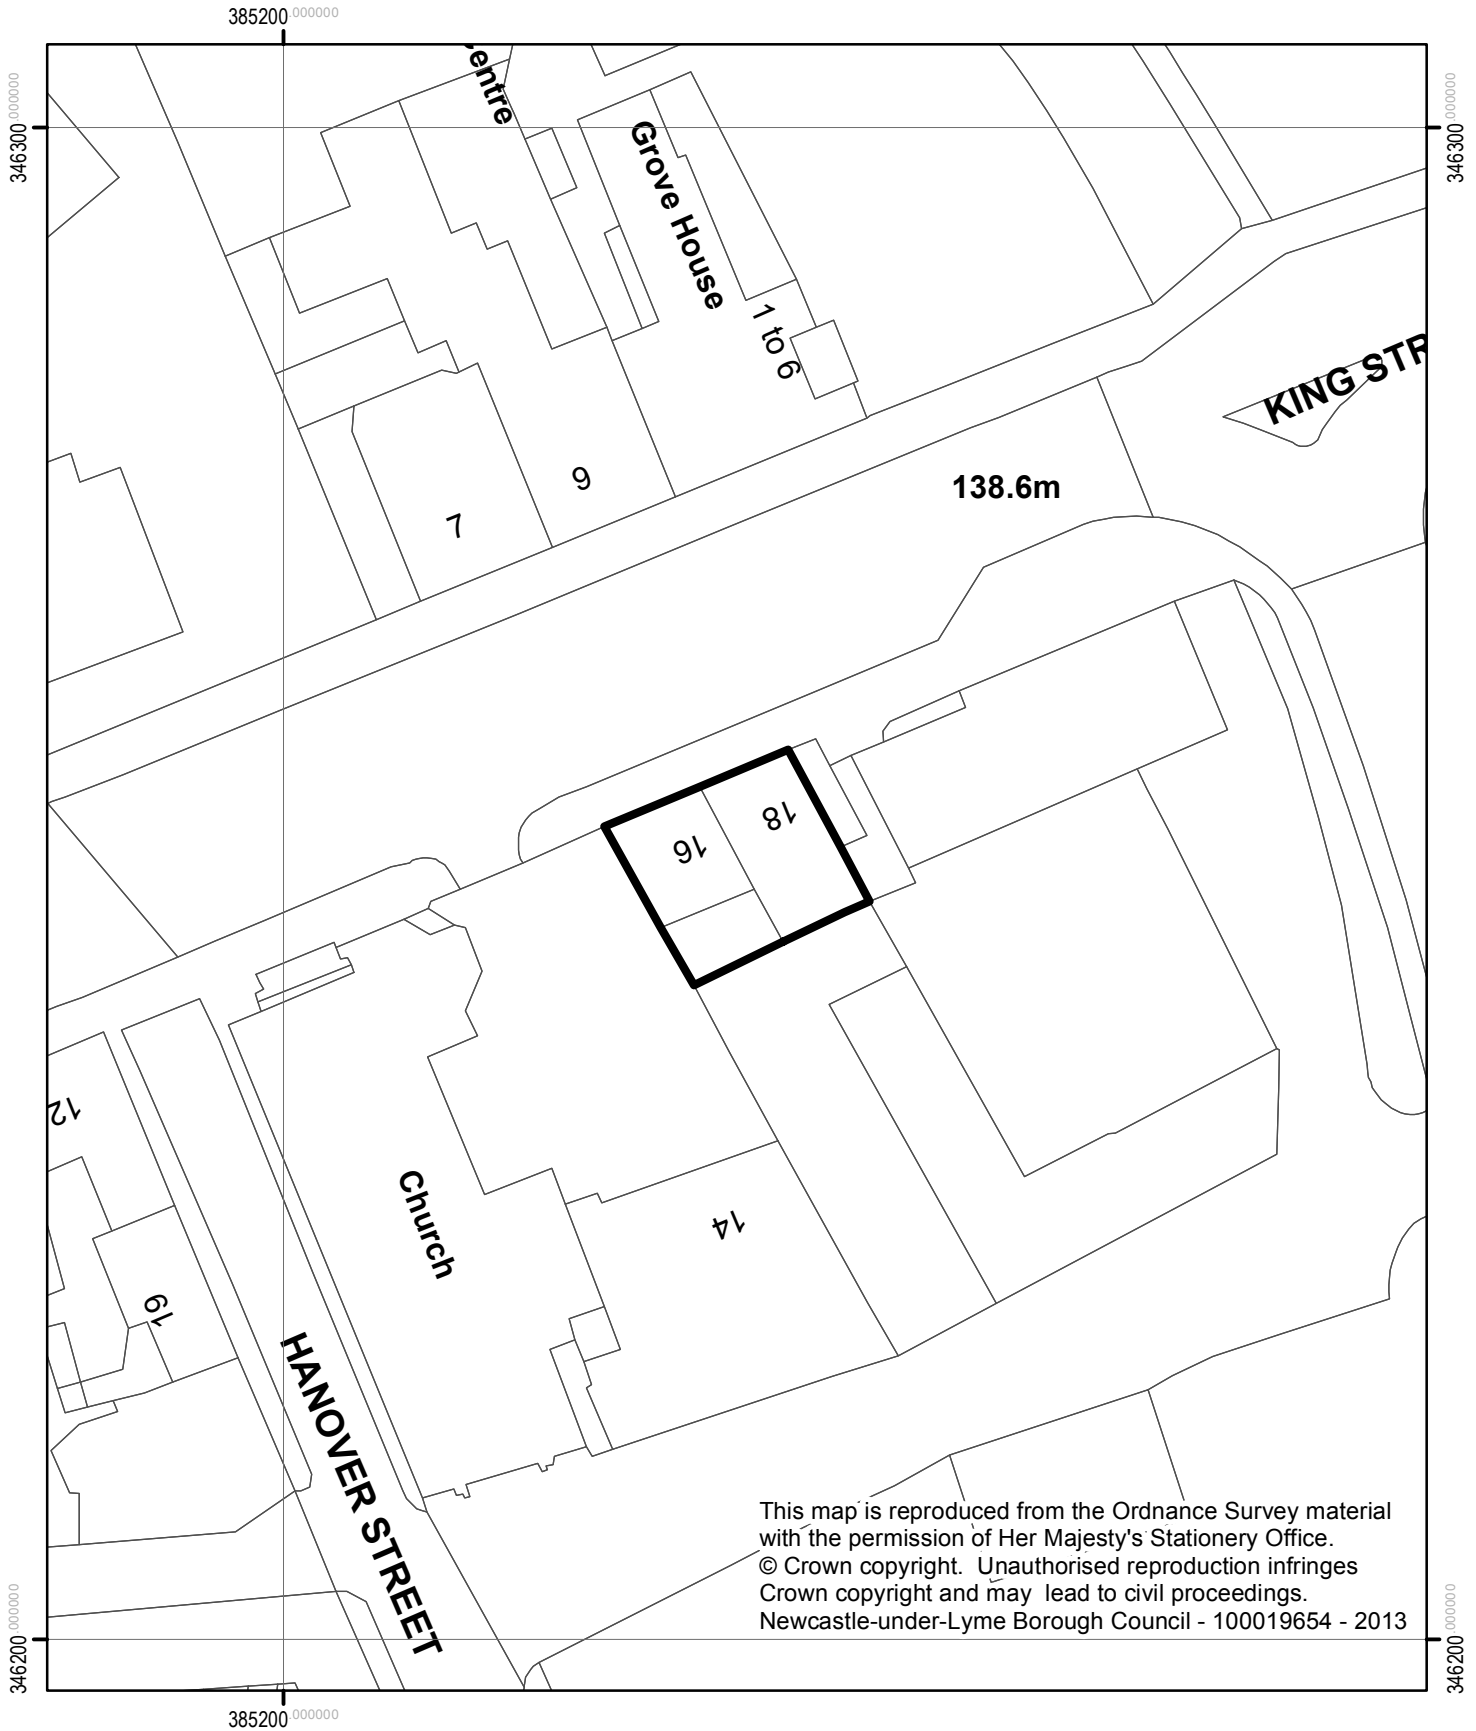 385200.000000
346300.000000
346300.000000
entre
Grove House
1 to 6
KING STR
138.6m
9
7
18
16
12
Church
14
19
HANOVER STREET
This map is reproduced from the Ordnance Survey material
with the permission of Her Majesty's Stationery Office.
© Crown copyright. Unauthorised reproduction infringes
Crown copyright and may lead to civil proceedings.
Newcastle-under-Lyme Borough Council - 100019654 - 2013
346200.000000
346200.000000
385200.000000